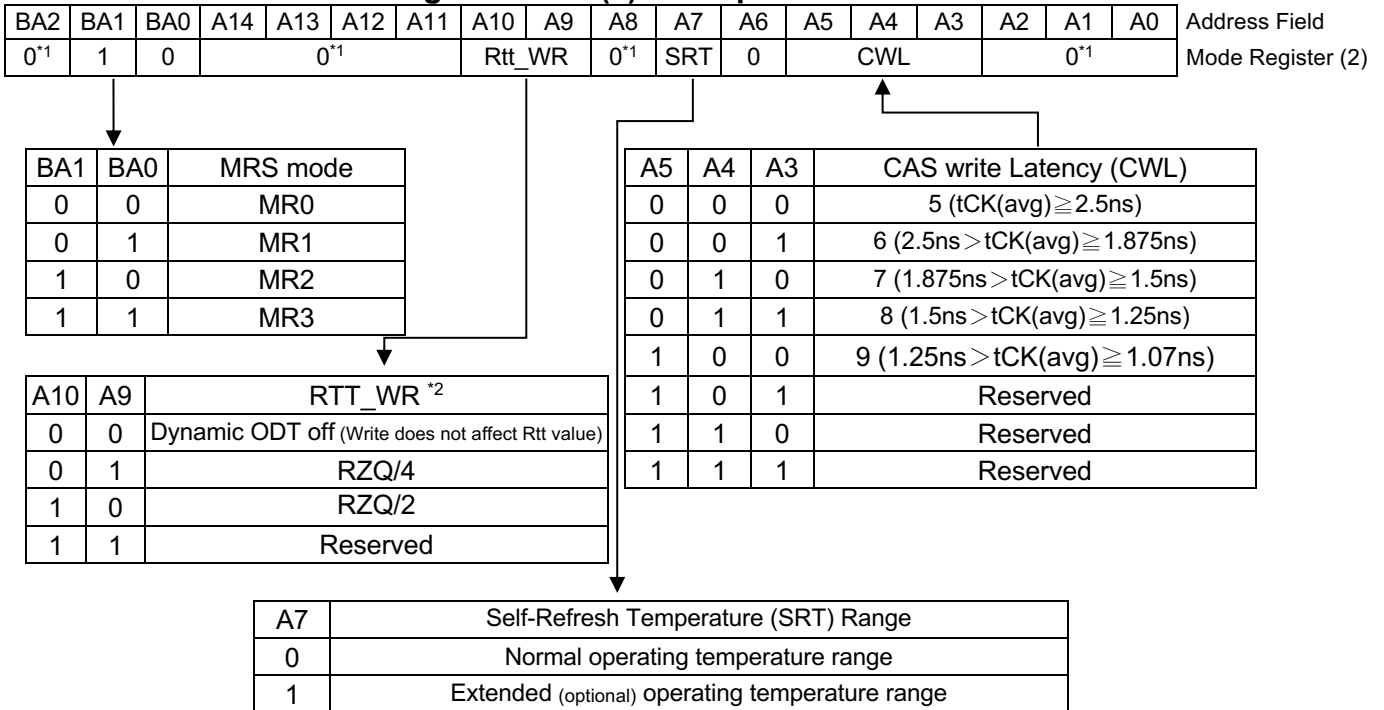 BA2 BA1 BA0 A14 A13 A12 A11 A10 A9 A8 A7 A6 A5 A4 A3 A2 A1 A0 Address Field
0*1 1 0 0*1 Rtt_WR 0*1 SRT 0 CWL 0*1 Mode Register (2)
BA1 BA0 MRS mode
0 0 MR0
0 1 MR1
1 0 MR2
1 1 MR3
A5 A4 A3 CAS write Latency (CWL)
0 0 0 5 (tCK(avg)≧2.5ns)
0 0 1 6 (2.5ns>tCK(avg)≧1.875ns)
0 1 0 7 (1.875ns>tCK(avg)≧1.5ns)
0 1 1 8 (1.5ns>tCK(avg)≧1.25ns)
1 0 0 9 (1.25ns>tCK(avg)≧1.07ns)
1 0 1 Reserved
1 1 0 Reserved
1 1 1 Reserved
A10 A9 RTT_WR *2
0 0 Dynamic ODT off (Write does not affect Rtt value)
0 1 RZQ/4
1 0 RZQ/2
1 1 Reserved
A7 Self-Refresh Temperature (SRT) Range
0 Normal operating temperature range
1 Extended (optional) operating temperature range